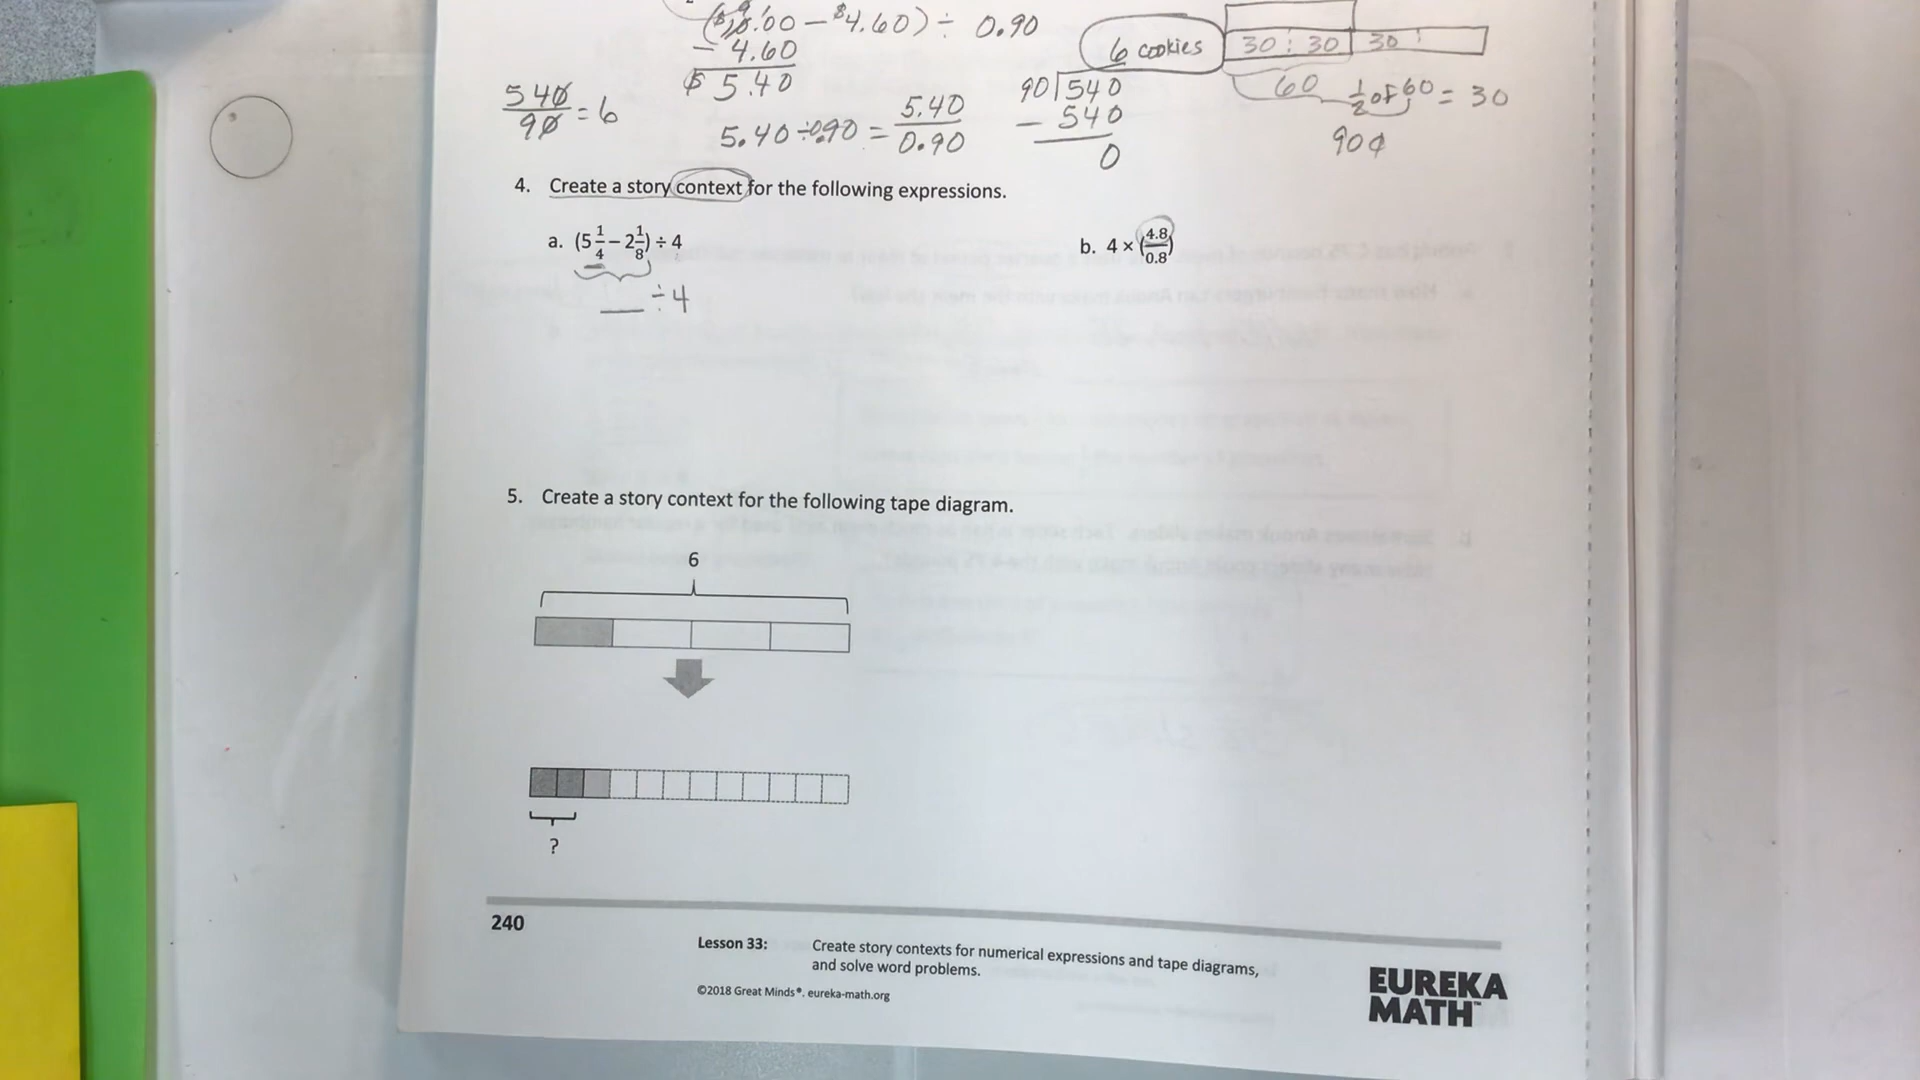 ($10.00 – $4.60) ÷ 0.90
– 4.60
$ 5.40
540/90 = 6
5.40 ÷ 0.90 = 5.40/0.90
6 cookies
90)540
– 540
0
30 30 30
60 1/2 of 60 = 30
90¢
4. Create a story context for the following expressions.
a. (5 1/4 – 2 1/8) ÷ 4
__ ÷ 4
b. 4 × (4.8/0.8)
5. Create a story context for the following tape diagram.
6
?
240
Lesson 33: Create story contexts for numerical expressions and tape diagrams,
and solve word problems.
©2018 Great Minds®. eureka-math.org
EUREKA
MATH™